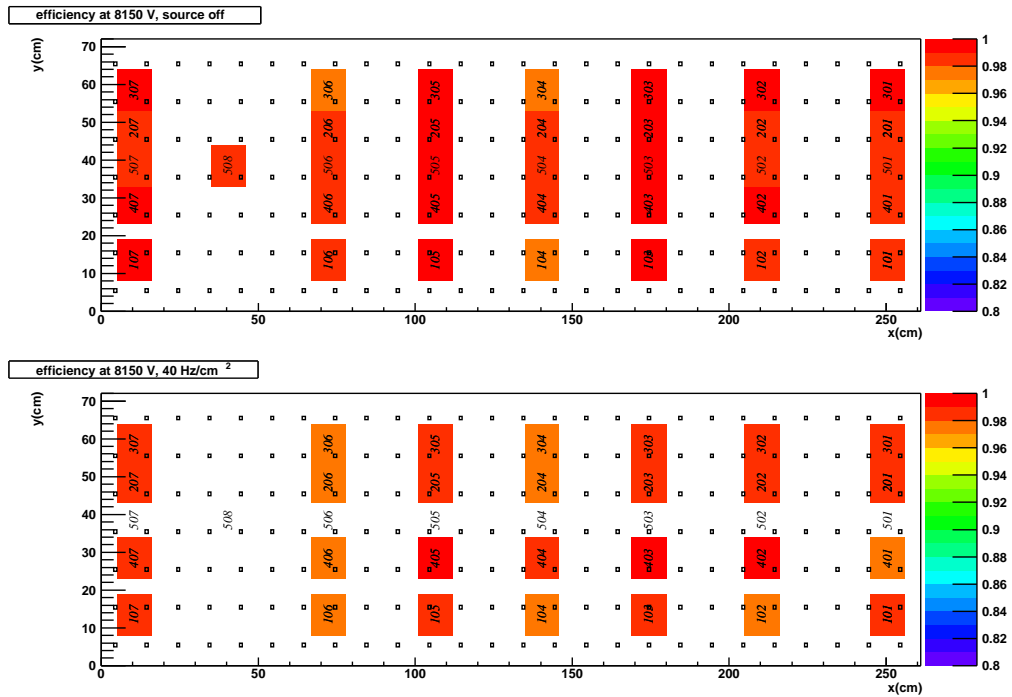 efficiency at 8150 V, source off
y(cm)
70
60
50
40
30
20
10
0
307 306 305 304 303 302 301
207 206 205 204 203 202 201
507 508 506 505 504 503 502 501
407 406 405 404 403 402 401
107 106 105 104 103 102 101
0 50 100 150 200 250
x(cm)
1
0.98
0.96
0.94
0.92
0.9
0.88
0.86
0.84
0.82
0.8
efficiency at 8150 V, 40 Hz/cm 2
y(cm)
70
60
50
40
30
20
10
0
307 306 305 304 303 302 301
207 206 205 204 203 202 201
507 508 506 505 504 503 502 501
407 406 405 404 403 402 401
107 106 105 104 103 102 101
0 50 100 150 200 250
x(cm)
1
0.98
0.96
0.94
0.92
0.9
0.88
0.86
0.84
0.82
0.8